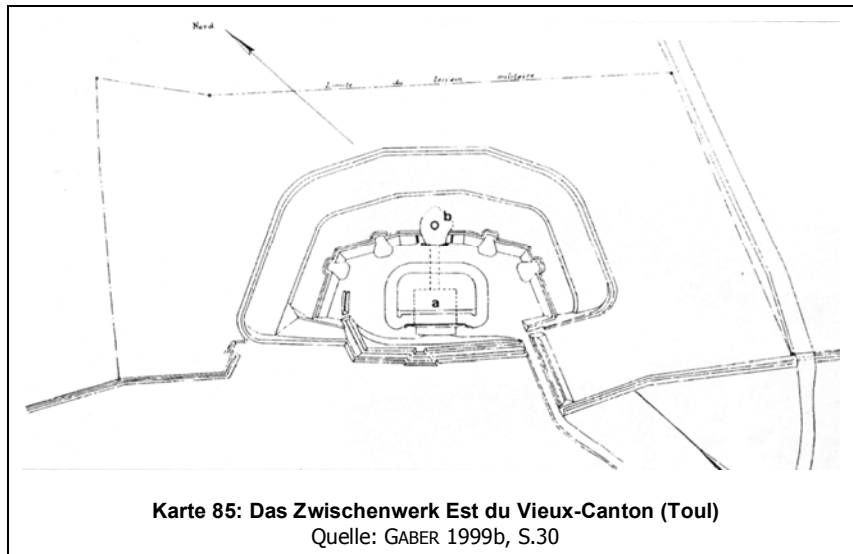 Nord
Limite du terrain militaire
b
a
Karte 85: Das Zwischenwerk Est du Vieux-Canton (Toul)
Quelle: GABER 1999b, S.30